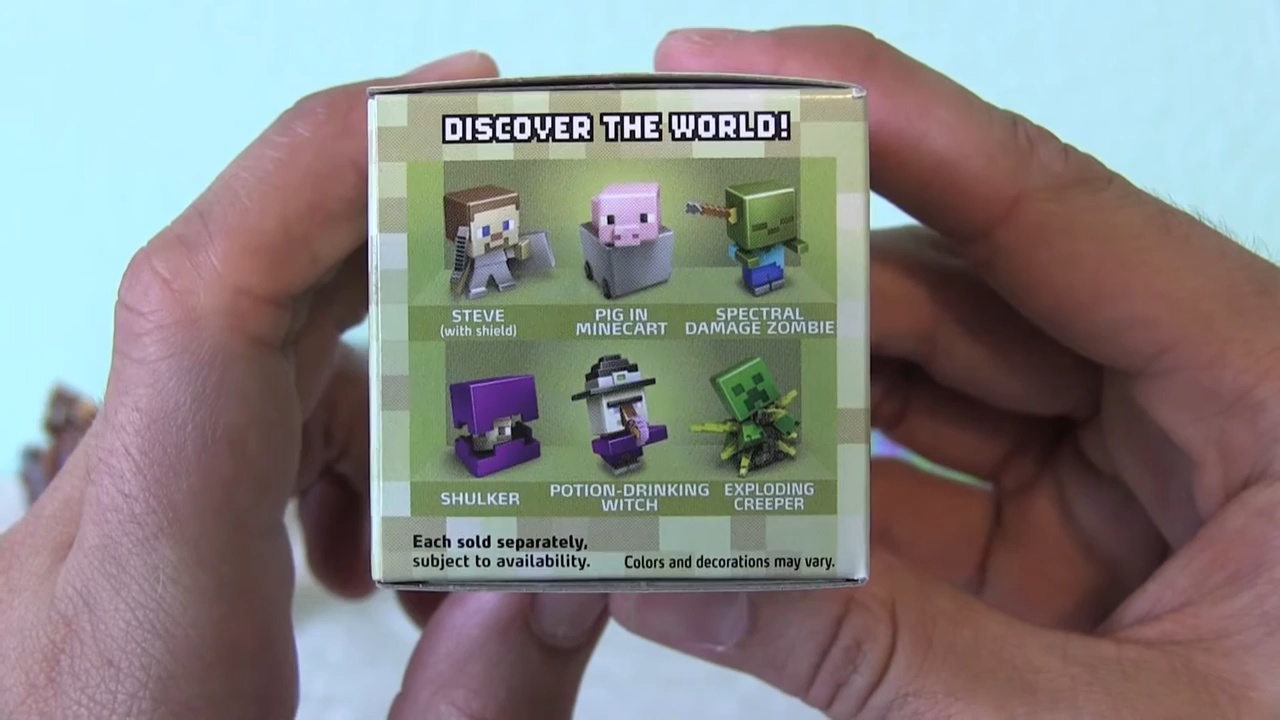 DISCOVER THE WORLD!
STEVE
(with shield)
PIG IN
MINECART
SPECTRAL
DAMAGE ZOMBIE
SHULKER
POTION-DRINKING
WITCH
EXPLODING
CREEPER
Each sold separately,
subject to availability.
Colors and decorations may vary.